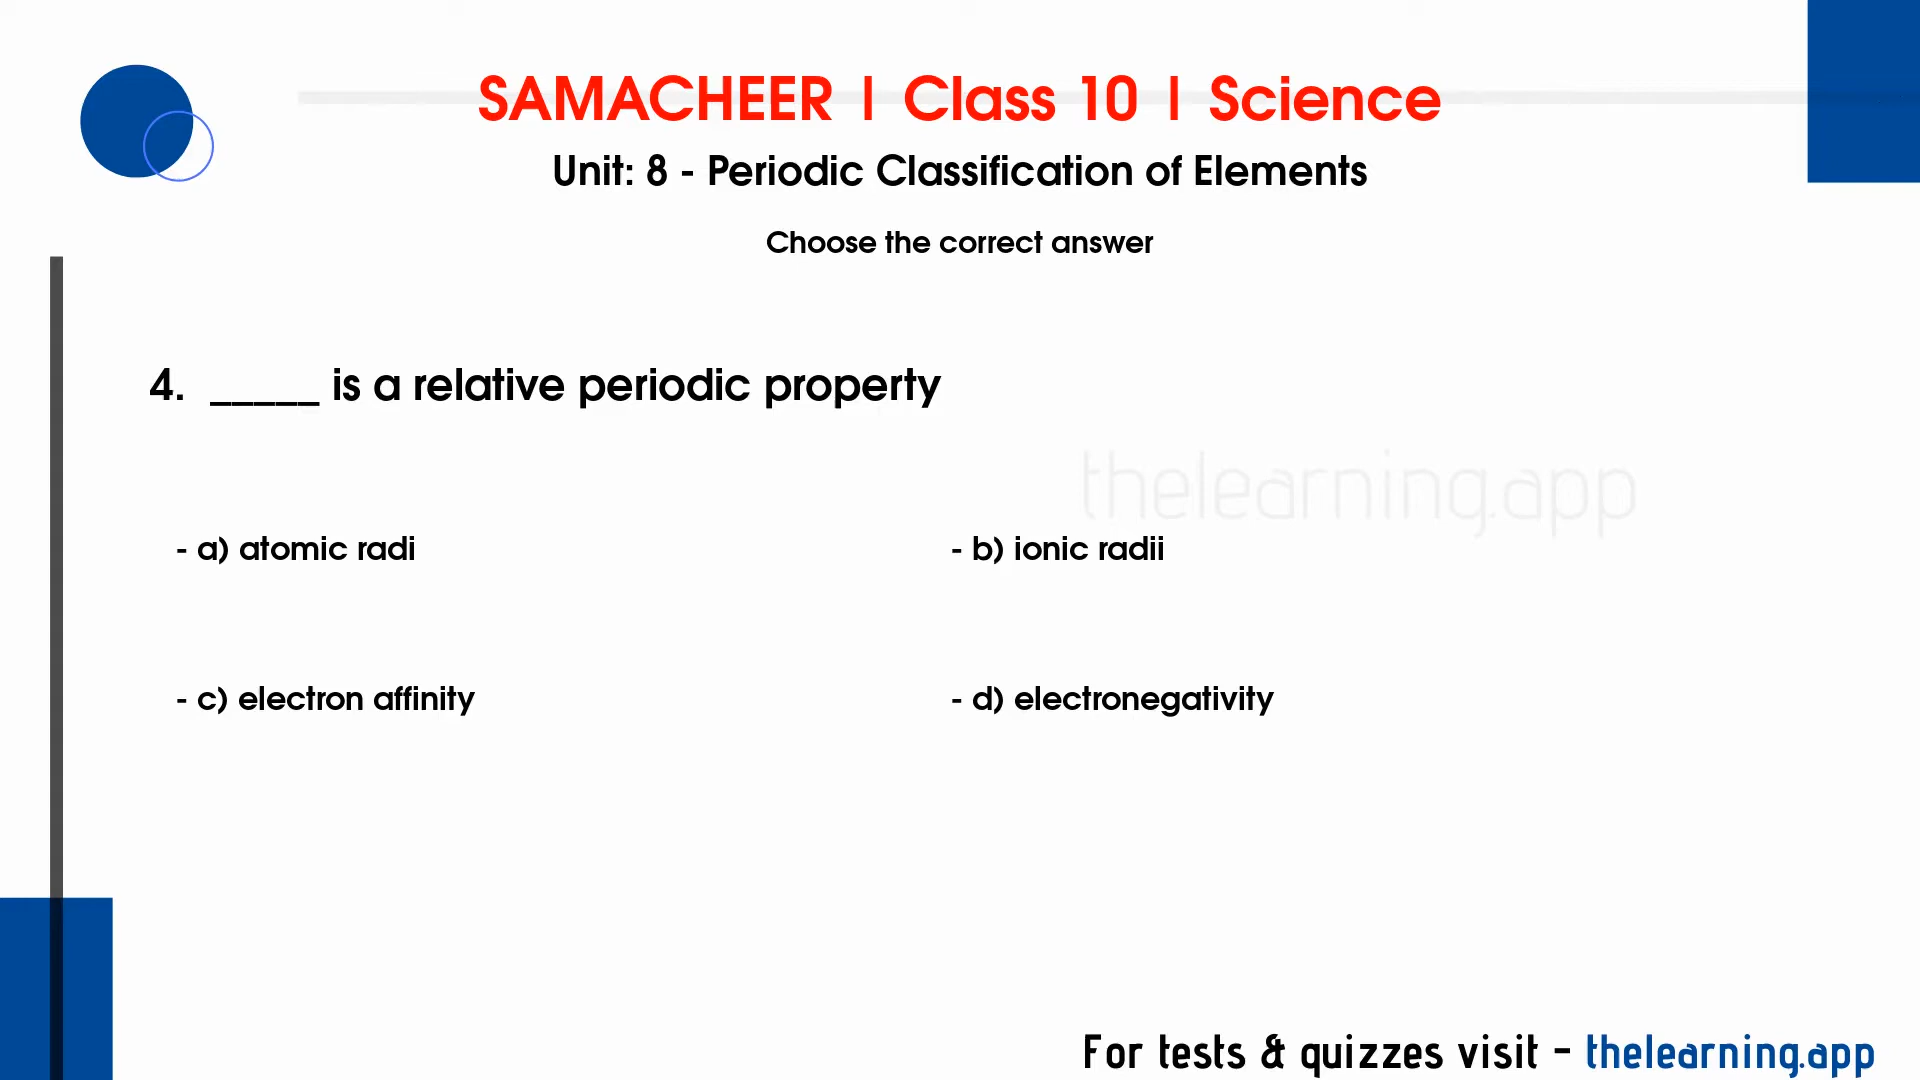 SAMACHEER | Class 10 | Science
Unit: 8 - Periodic Classification of Elements
Choose the correct answer
4. _____ is a relative periodic property
thelearning.app
- a) atomic radi
- b) ionic radii
- c) electron affinity
- d) electronegativity
For tests & quizzes visit - thelearning.app